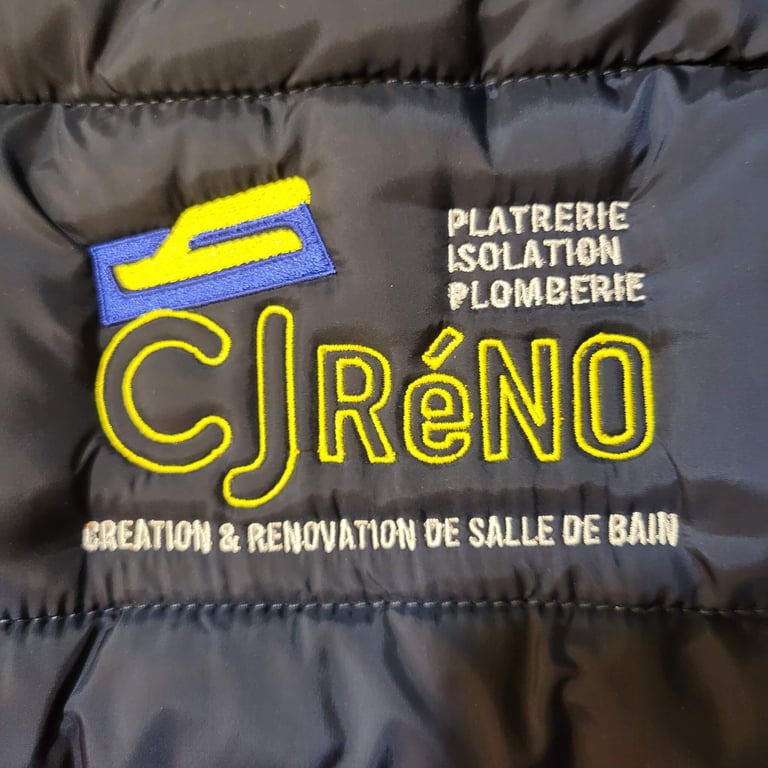 PLATRERIE
ISOLATION
PLOMBERIE
CJRéNO
CREATION & RENOVATION DE SALLE DE BAIN